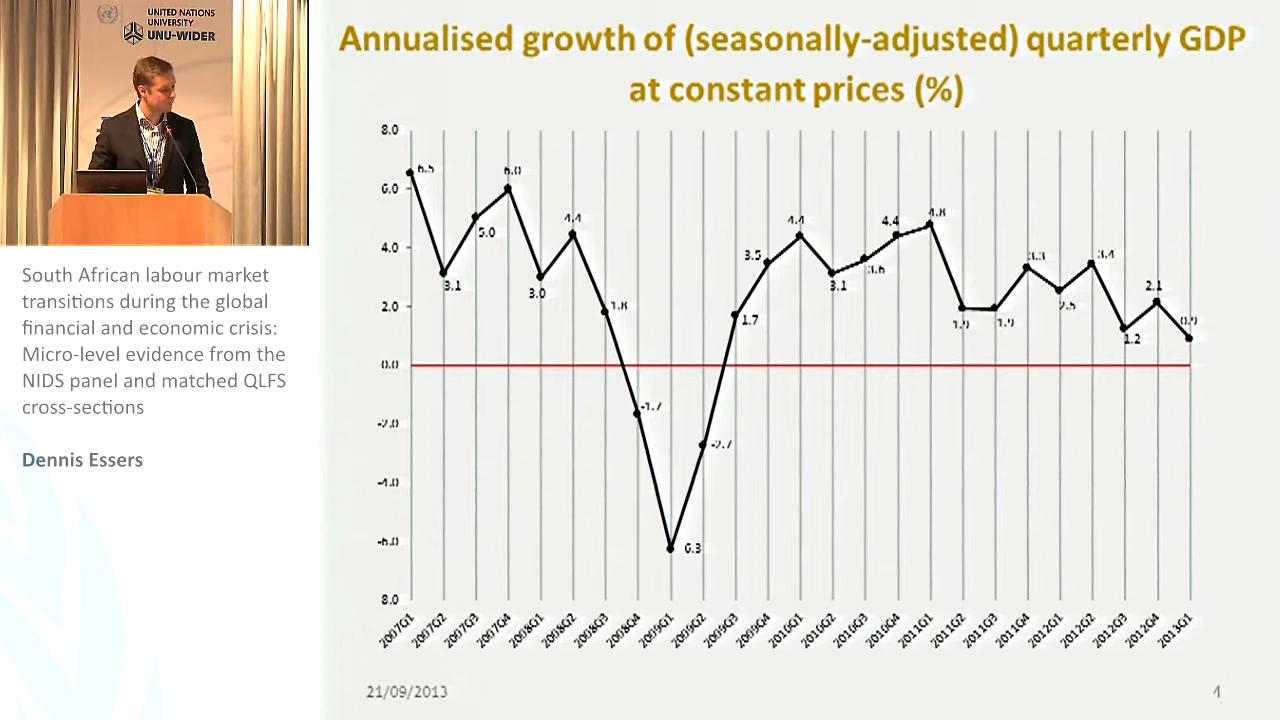 UNITED NATIONS
UNIVERSITY
UNU-WIDER
South African labour market
transitions during the global
financial and economic crisis:
Micro-level evidence from the
NIDS panel and matched QLFS
cross-sections
Dennis Essers
Annualised growth of (seasonally-adjusted) quarterly GDP
at constant prices (%)
8.0
6.0
4.0
2.0
0.0
-2.0
-4.0
-6.0
8.0
6.5
3.1
5.0
6.0
3.0
4.4
1.8
-1.7
6.3
-2.7
1.7
3.5
4.4
3.1
3.6
4.4
4.8
1.9
1.9
3.3
2.5
3.4
1.2
2.1
0.9
2007Q1
2007Q2
2007Q3
2007Q4
2008Q1
2008Q2
2008Q3
2008Q4
2009Q1
2009Q2
2009Q3
2009Q4
2010Q1
2010Q2
2010Q3
2010Q4
2011Q1
2011Q2
2011Q3
2011Q4
2012Q1
2012Q2
2012Q3
2012Q4
2013Q1
21/09/2013
4